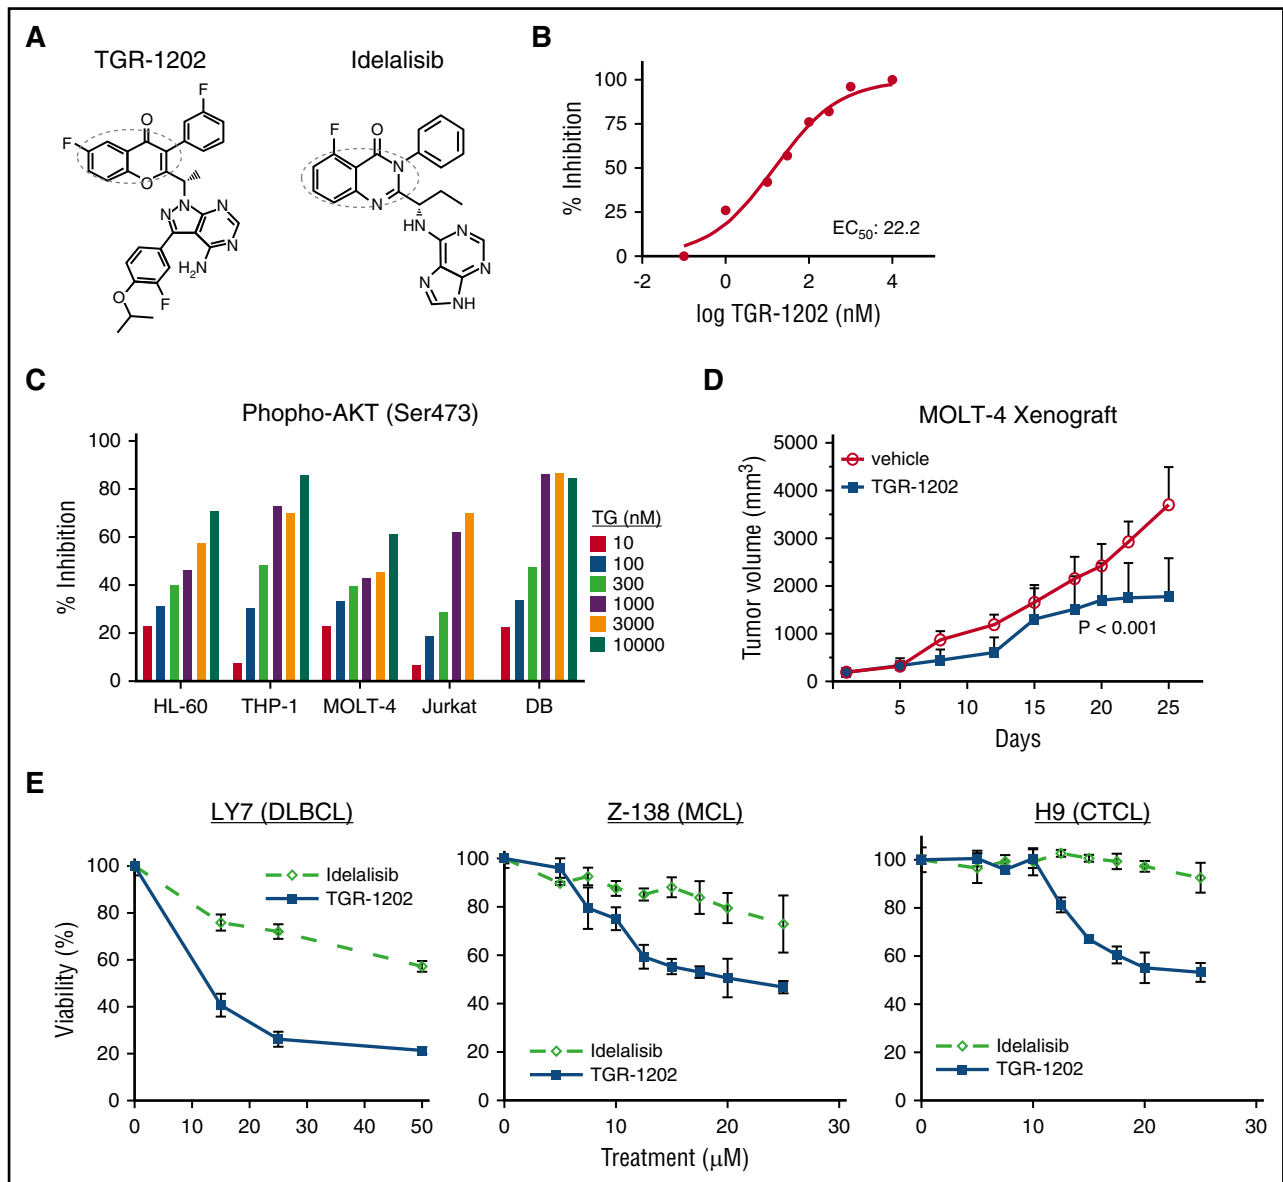 A
TGR-1202
Idelalisib
F
O
F
O
N
N
N
N
N
H2N
F
O
F
O
N
N
HN
N
N
N
NH
B
% Inhibition
100
75
50
25
0
-2
0
2
4
EC50: 22.2
log TGR-1202 (nM)
C
Phopho-AKT (Ser473)
% Inhibition
100
80
60
40
20
0
HL-60
THP-1
MOLT-4
Jurkat
DB
TG (nM)
10
100
300
1000
3000
10000
D
MOLT-4 Xenograft
Tumor volume (mm3)
5000
4000
3000
2000
1000
0
vehicle
TGR-1202
P < 0.001
5
10
15
20
25
Days
E
LY7 (DLBCL)
Viability (%)
100
80
60
40
20
0
Idelalisib
TGR-1202
0
10
20
30
40
50
Z-138 (MCL)
100
80
60
40
20
0
Idelalisib
TGR-1202
0
10
20
30
Treatment (μM)
H9 (CTCL)
100
80
60
40
20
0
Idelalisib
TGR-1202
0
10
20
30